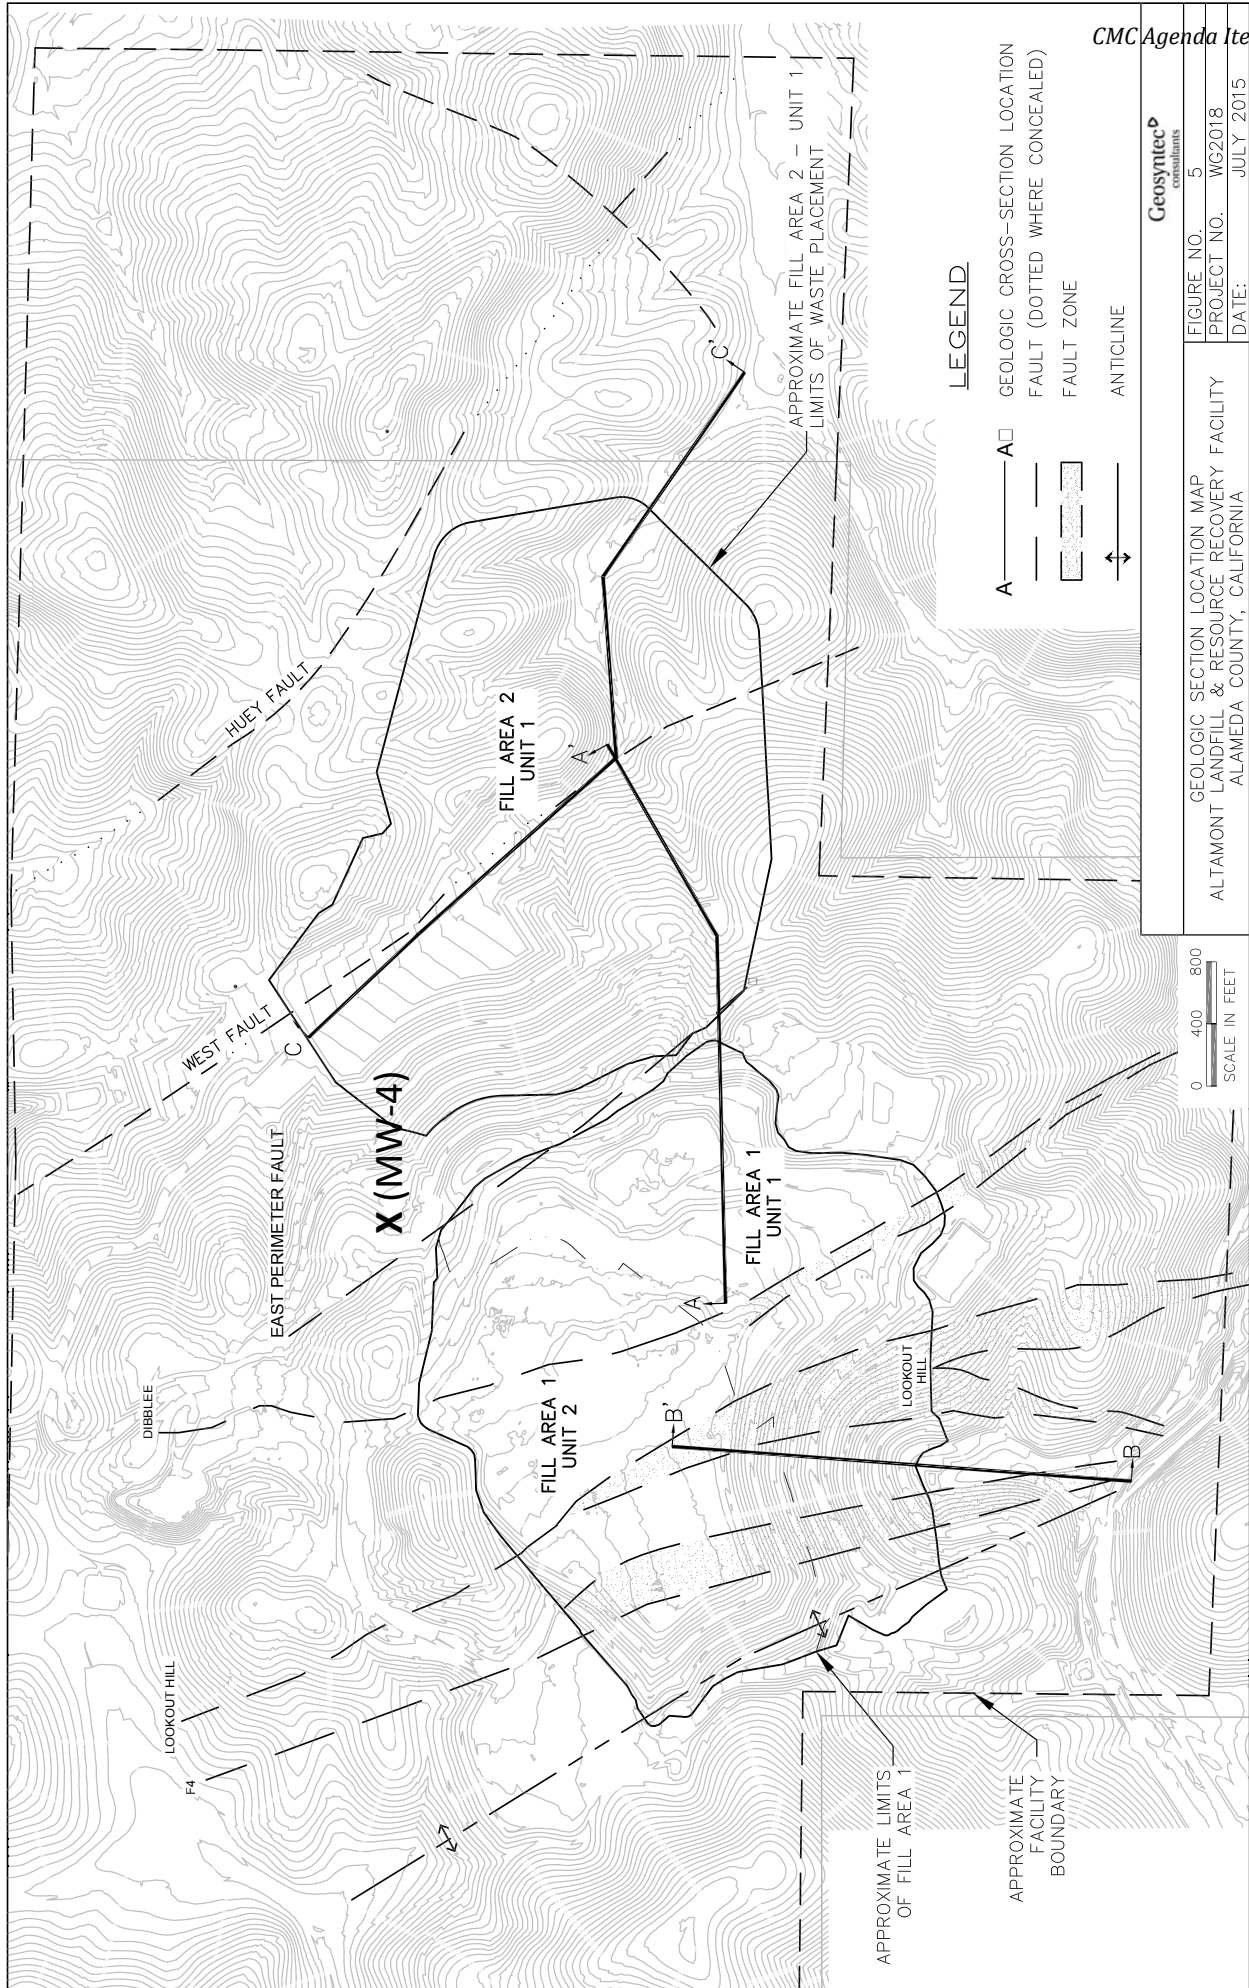 CMC Agenda Ite
DIBBLEE
LOOKOUT HILL
F4
EAST PERIMETER FAULT
WEST FAULT
HUEY FAULT
X (MW-4)
C
FILL AREA 2
UNIT 1
A'
C'
APPROXIMATE FILL AREA 2 - UNIT 1
LIMITS OF WASTE PLACEMENT
FILL AREA 1
UNIT 2
FILL AREA 1
UNIT 1
A
B'
B
LOOKOUT
HILL
APPROXIMATE LIMITS
OF FILL AREA 1
APPROXIMATE
FACILITY
BOUNDARY
LEGEND
A A□ GEOLOGIC CROSS-SECTION LOCATION
FAULT (DOTTED WHERE CONCEALED)
FAULT ZONE
ANTICLINE
0 400 800
SCALE IN FEET
GEOLOGIC SECTION LOCATION MAP
ALTAMONT LANDFILL & RESOURCE RECOVERY FACILITY
ALAMEDA COUNTY, CALIFORNIA
Geosyntec
consultants
FIGURE NO. 5
PROJECT NO. WG2018
DATE: JULY 2015